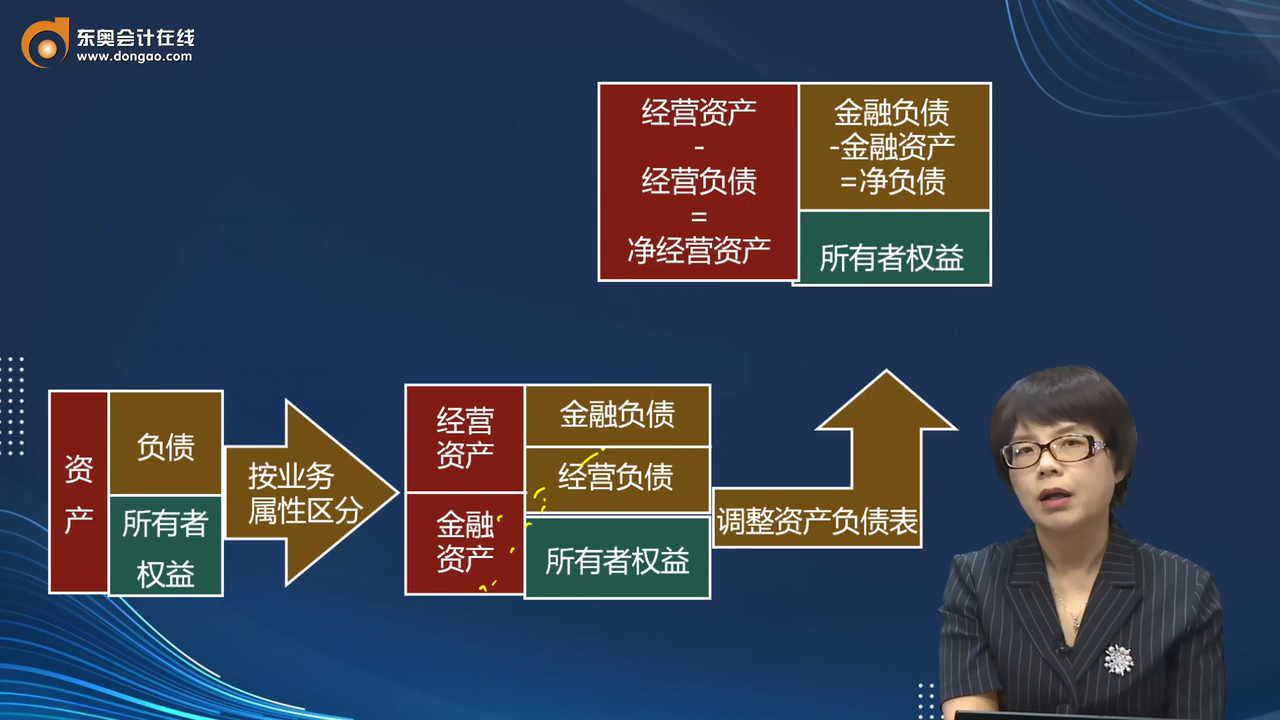 东奥会计在线
www.dongao.com
经营资产
-
经营负债
=
净经营资产
金融负债
-金融资产
=净负债
所有者权益
资
产
负债
所有者
权益
按业务
属性区分
经营
资产
金融
资产
金融负债
经营负债
所有者权益
调整资产负债表